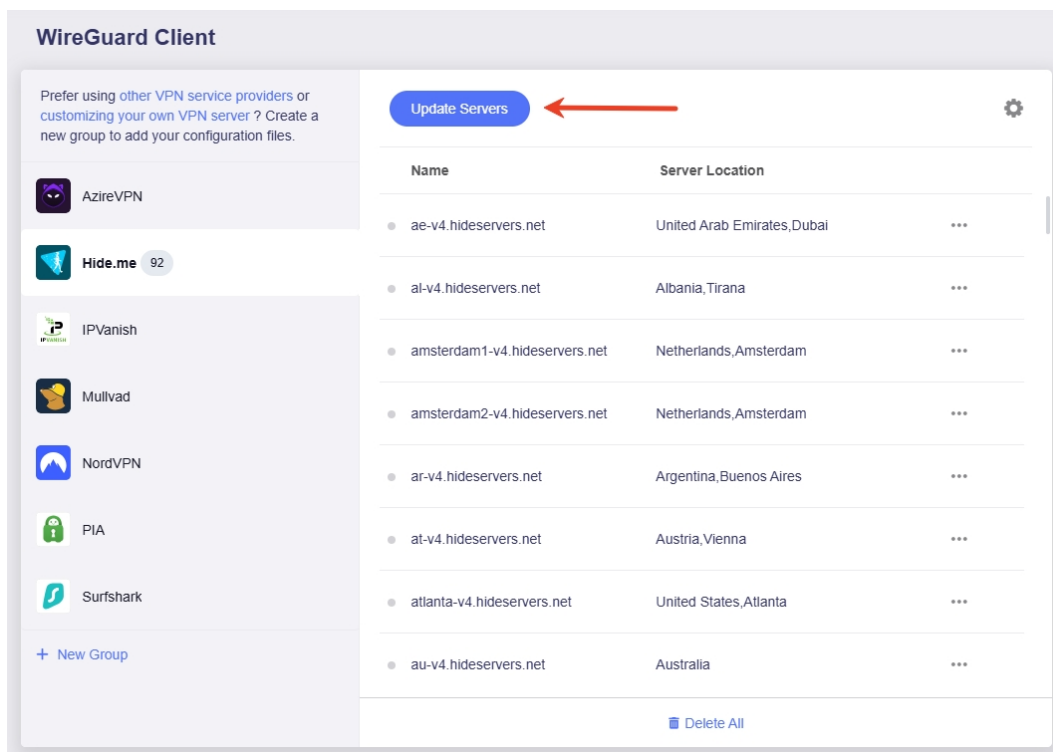 WireGuard Client
Prefer using other VPN service providers or
customizing your own VPN server ? Create a
new group to add your configuration files.
AzireVPN
Hide.me 92
IPVanish
IPVANISH
Mullvad
NordVPN
PIA
Surfshark
+ New Group
Update Servers
Name Server Location
ae-v4.hideservers.net United Arab Emirates,Dubai
al-v4.hideservers.net Albania,Tirana
amsterdam1-v4.hideservers.net Netherlands,Amsterdam
amsterdam2-v4.hideservers.net Netherlands,Amsterdam
ar-v4.hideservers.net Argentina,Buenos Aires
at-v4.hideservers.net Austria,Vienna
atlanta-v4.hideservers.net United States,Atlanta
au-v4.hideservers.net Australia
Delete All